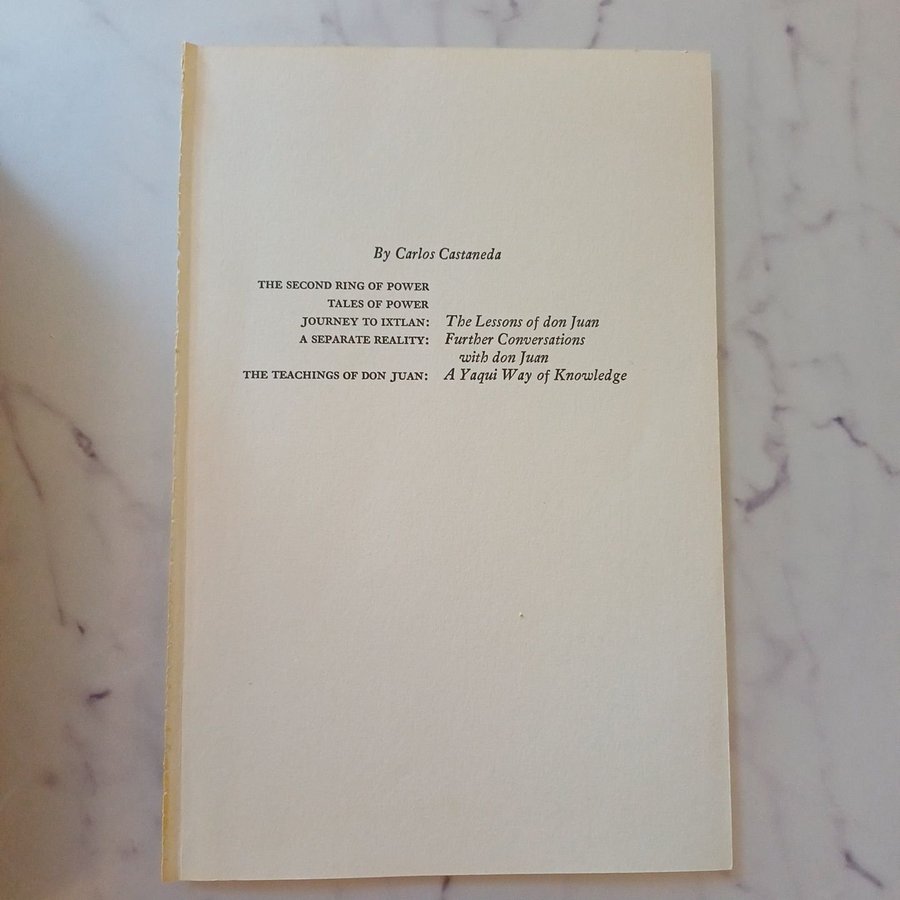 By Carlos Castaneda
THE SECOND RING OF POWER
TALES OF POWER
JOURNEY TO IXTLAN: The Lessons of don Juan
A SEPARATE REALITY: Further Conversations
with don Juan
THE TEACHINGS OF DON JUAN: A Yaqui Way of Knowledge